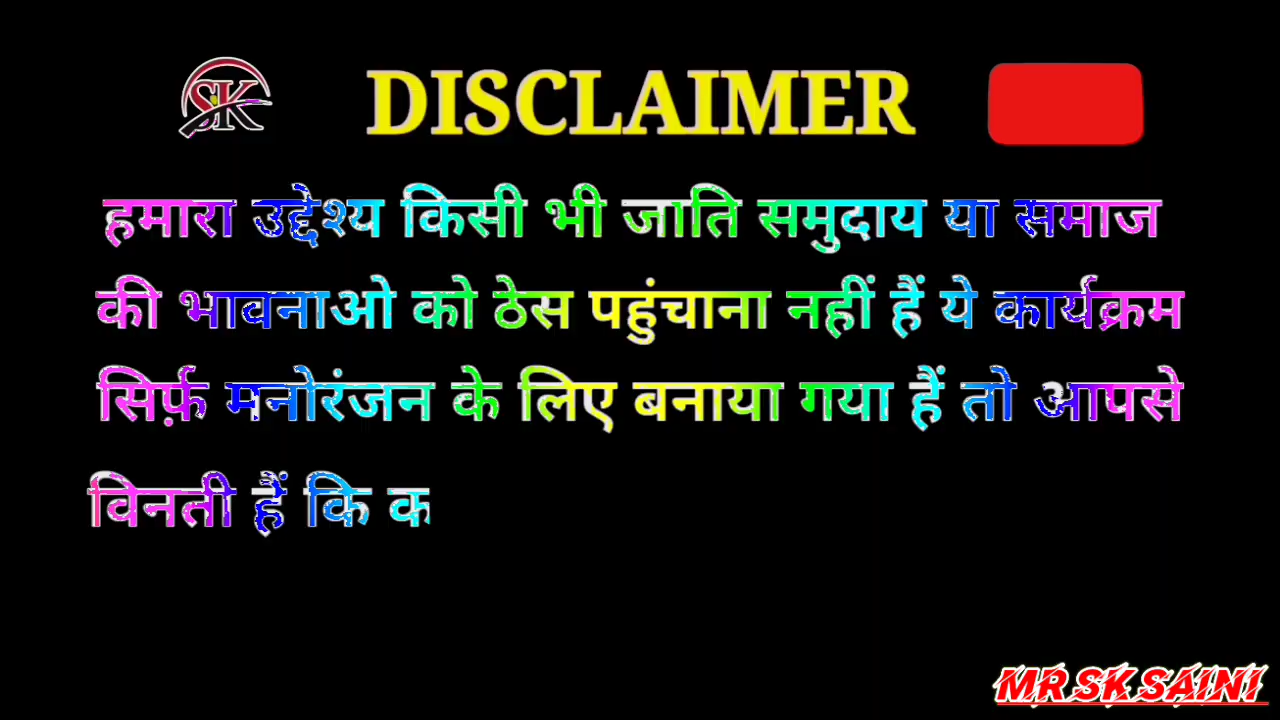 SK
DISCLAIMER
हमारा उद्देश्य किसी भी जाति समुदाय या समाज
की भावनाओ को ठेस पहुंचाना नहीं हैं ये कार्यक्रम
सिर्फ़ मनोरंजन के लिए बनाया गया हैं तो आपसे
विनती हैं कि
MR SK SAINI